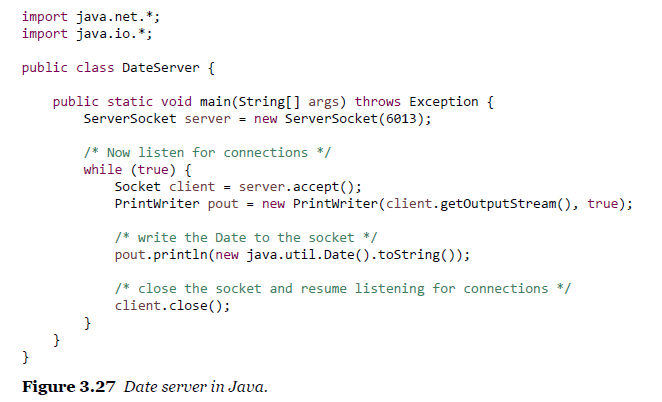 import java.net.*;
import java.io.*;
public class DateServer {
public static void main(String[] args) throws Exception {
ServerSocket server = new ServerSocket(6013);
/* Now listen for connections */
while (true) {
Socket client = server.accept();
PrintWriter pout = new PrintWriter(client.getOutputStream(), true);
/* write the Date to the socket */
pout.println(new java.util.Date().toString());
/* close the socket and resume listening for connections */
client.close();
}
}
}
Figure 3.27 Date server in Java.